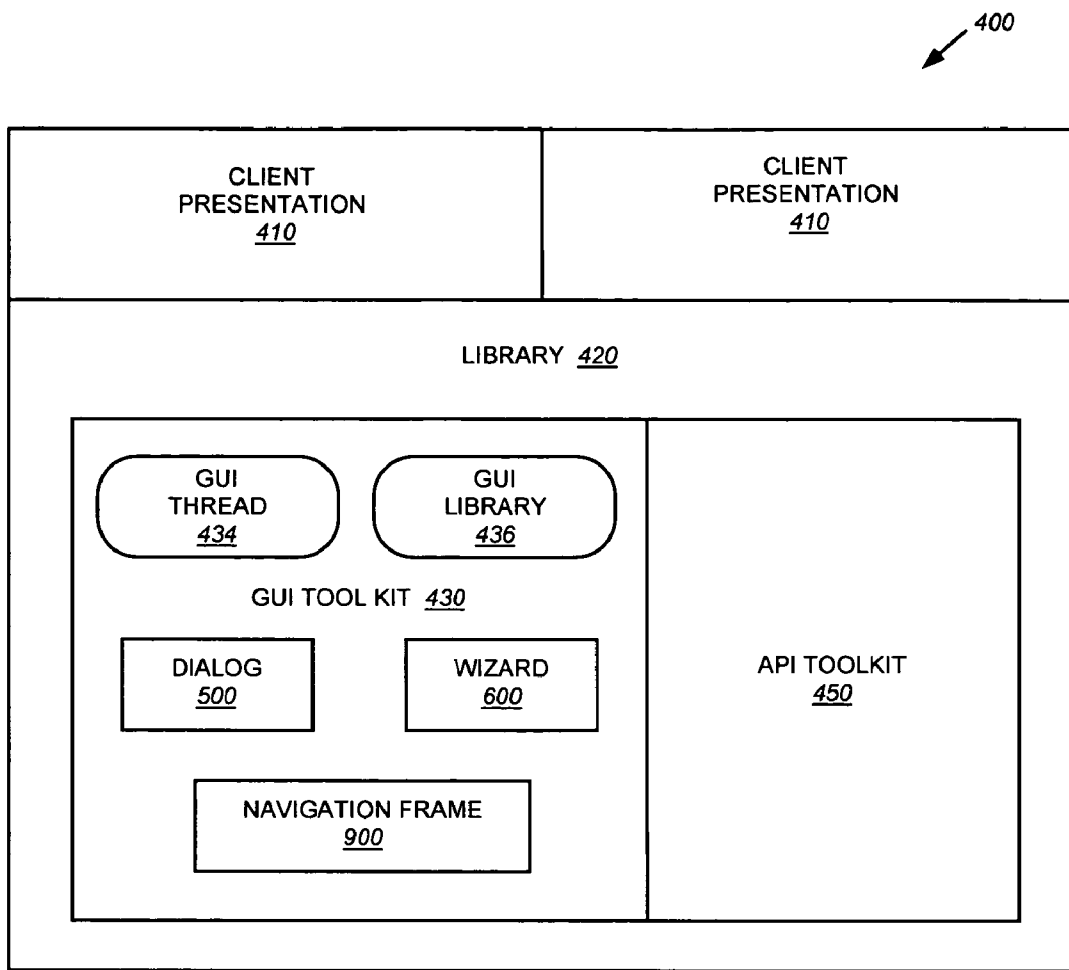 400
CLIENT
PRESENTATION
410
CLIENT
PRESENTATION
410
LIBRARY 420
GUI
THREAD
434
GUI
LIBRARY
436
GUI TOOL KIT 430
DIALOG
500
WIZARD
600
NAVIGATION FRAME
900
API TOOLKIT
450